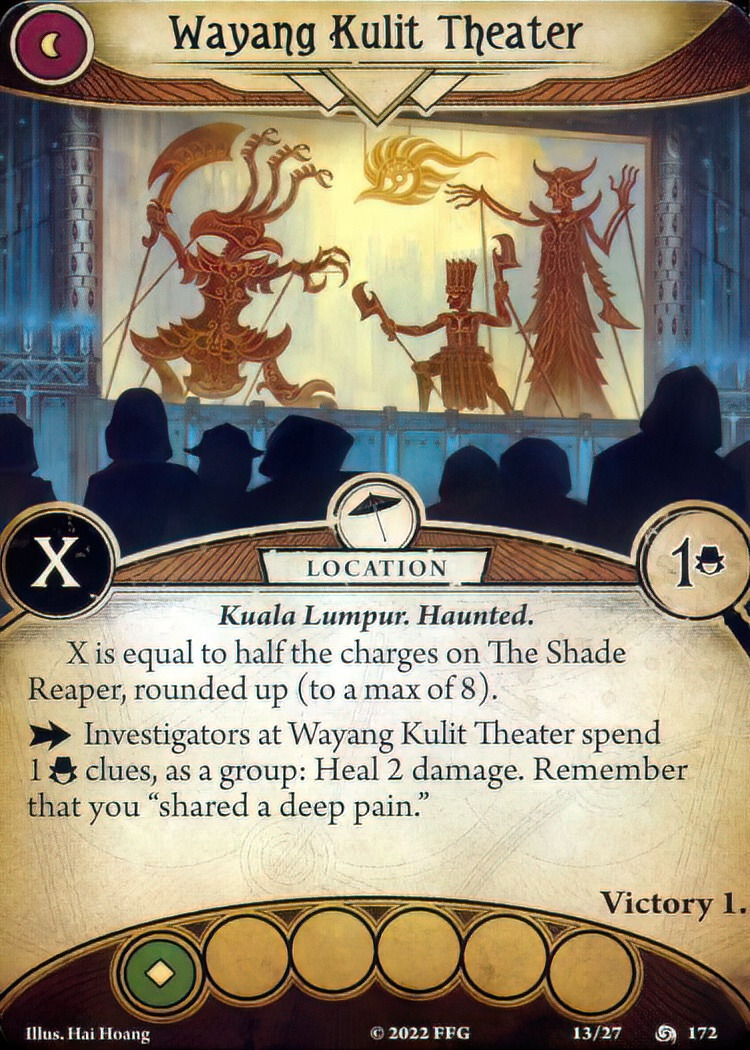 Wayang Kulit Theater
X
LOCATION
1
Kuala Lumpur. Haunted.
X is equal to half the charges on The Shade
Reaper, rounded up (to a max of 8).
Investigators at Wayang Kulit Theater spend
1 clues, as a group: Heal 2 damage. Remember
that you “shared a deep pain.”
Victory 1.
Illus. Hai Hoang
© 2022 FFG
13/27
172